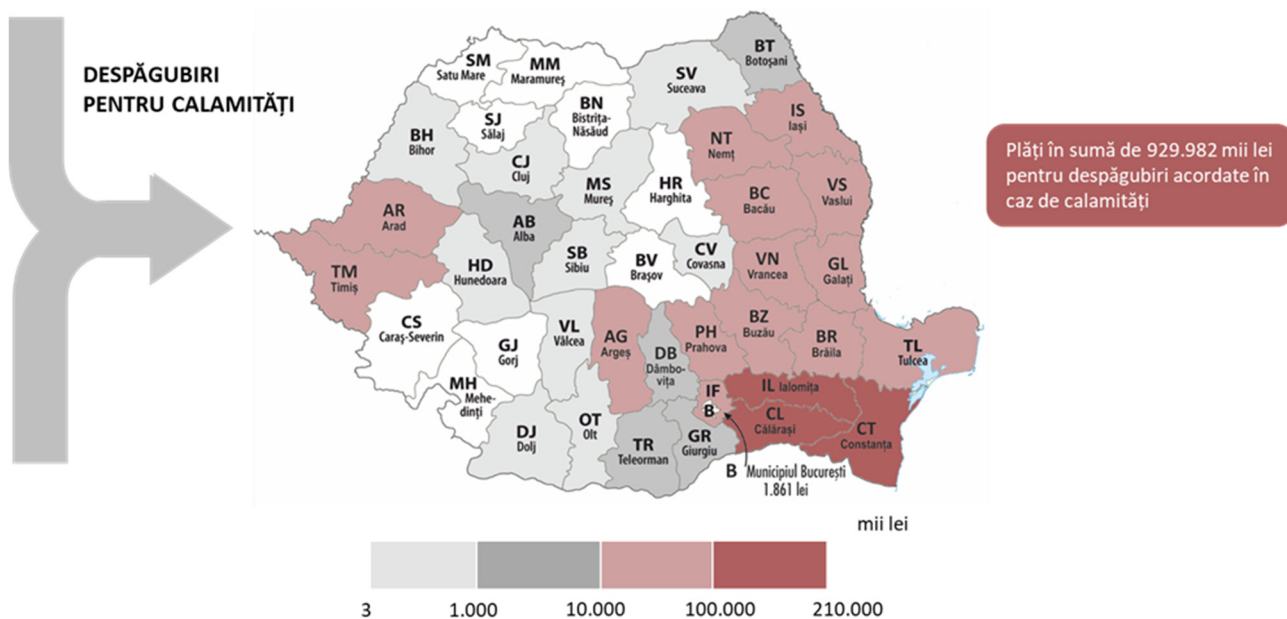 DESPĂGUBIRI
PENTRU CALAMITĂȚI
SM
Satu Mare
MM
Maramureș
BT
Botoșani
SV
Suceava
BN
Bistrița-
Năsăud
IS
Iași
SJ
Sălaj
BH
Bihor
NT
Nemț
CJ
Cluj
MS
Mureș
HR
Harghita
BC
Bacău
VS
Vaslui
AR
Arad
AB
Alba
SB
Sibiu
BV
Brașov
CV
Covasna
HD
Hunedoara
VN
Vrancea
GL
Galați
TM
Timiș
CS
Caraș-Severin
GJ
Gorj
VL
Vâlcea
AG
Argeș
DB
Dâmbo-
vița
PH
Prahova
BZ
Buzău
BR
Brăila
TL
Tulcea
MH
Mehe-
dinți
IF
B
IL Ialomița
CL
Călărași
CT
Constanța
DJ
Dolj
OT
Olt
TR
Teleorman
GR
Giurgiu
B Municipiul București
1.861 lei
Plăți în sumă de 929.982 mii lei
pentru despăgubiri acordate în
caz de calamități
mii lei
3 1.000 10.000 100.000 210.000